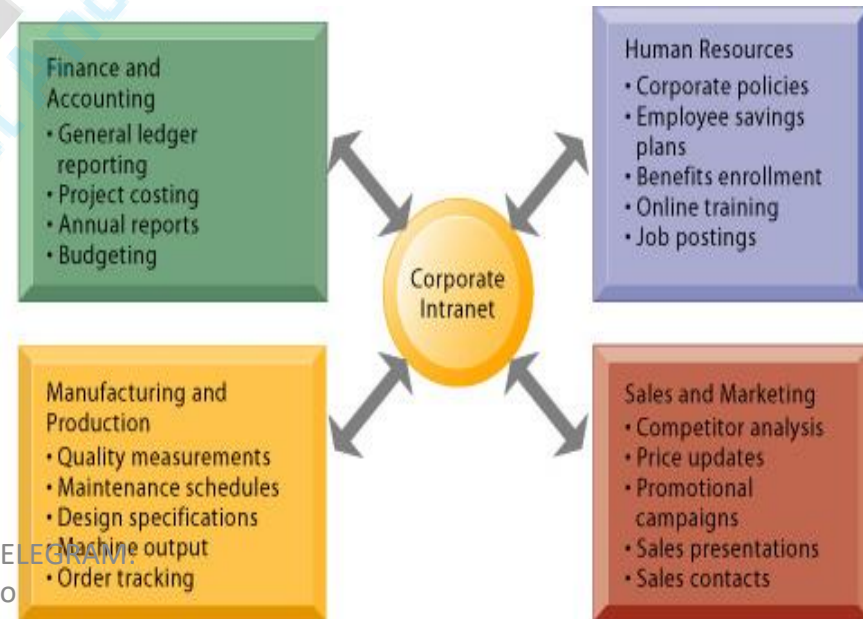 Finance and
Accounting
• General ledger
reporting
• Project costing
• Annual reports
• Budgeting
Human Resources
• Corporate policies
• Employee savings
plans
• Benefits enrollment
• Online training
• Job postings
Corporate
Intranet
Manufacturing and
Production
• Quality measurements
• Maintenance schedules
• Design specifications
• Machine output
• Order tracking
Sales and Marketing
• Competitor analysis
• Price updates
• Promotional
campaigns
• Sales presentations
• Sales contacts
ELEGRAM:
o